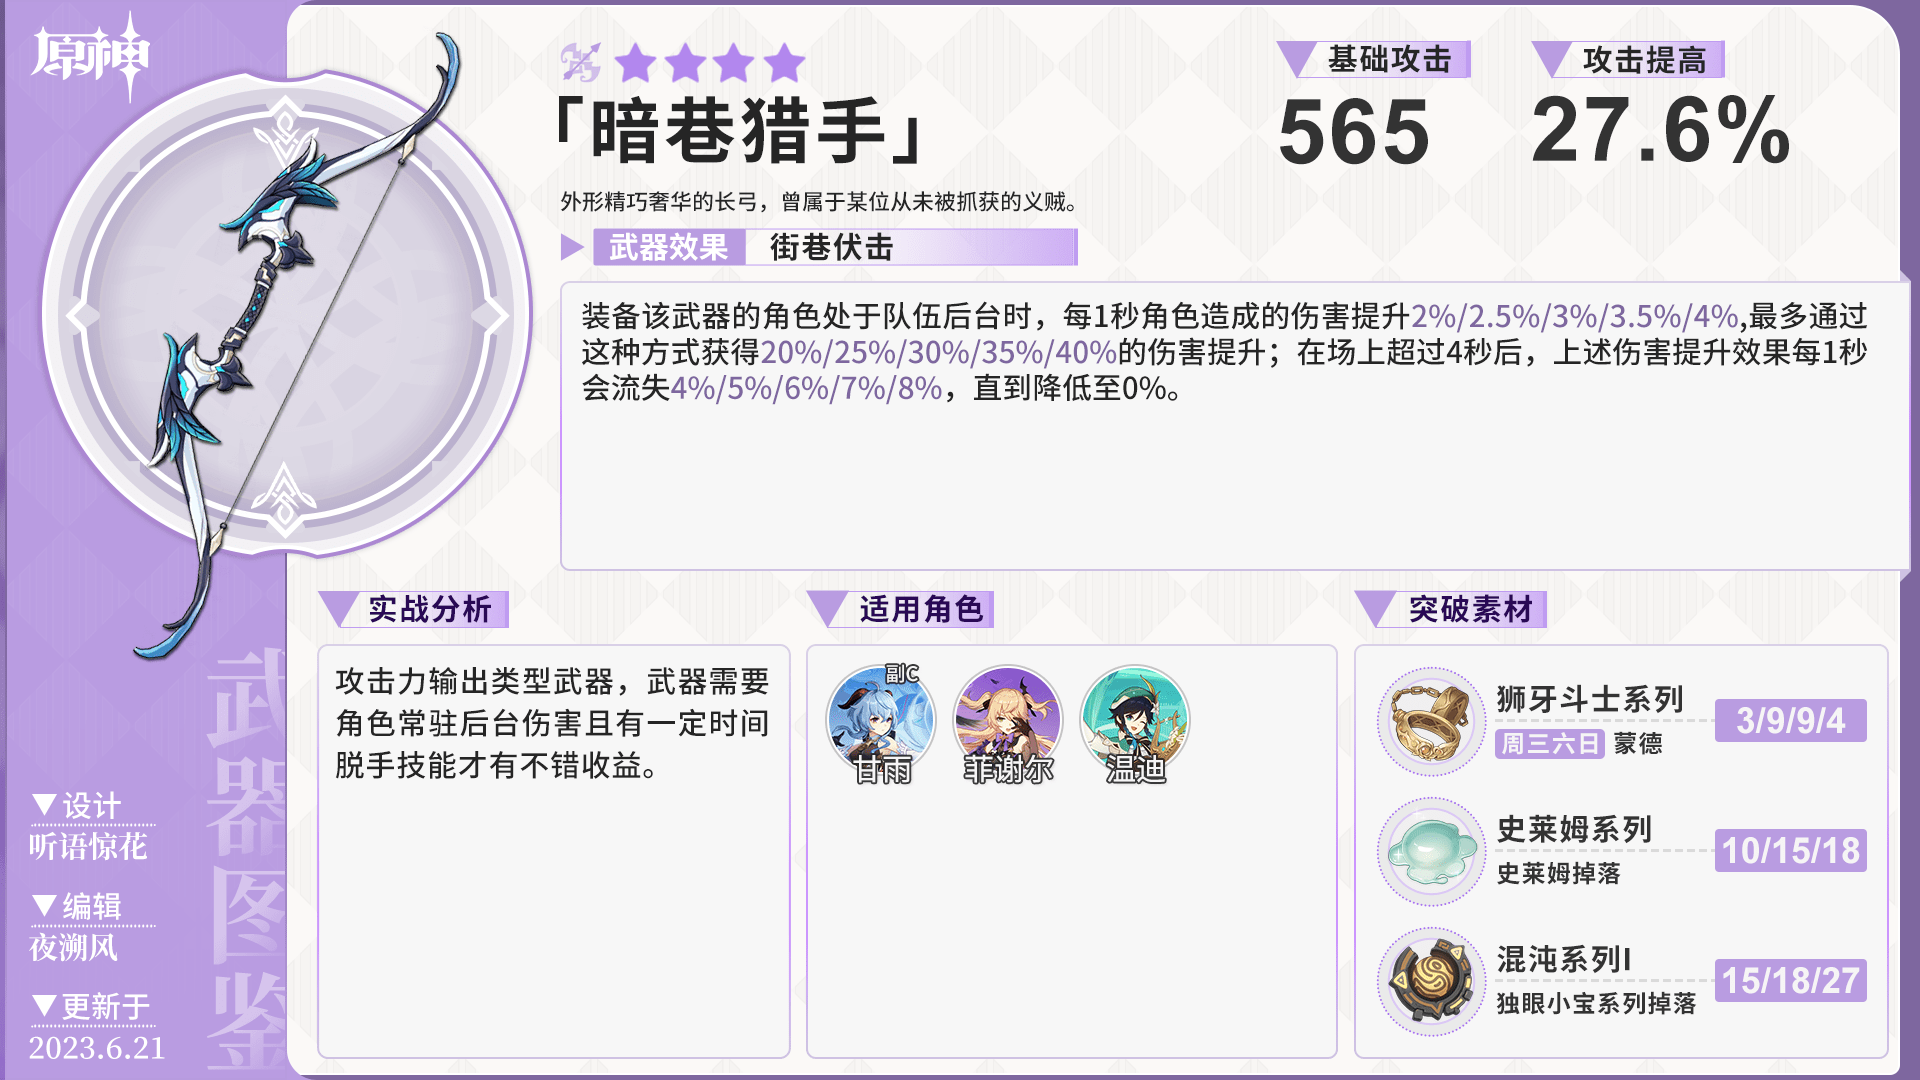 原神
「暗巷猎手」
外形精巧奢华的长弓，曾属于某位从未被抓获的义贼。
基础攻击
565
攻击提高
27.6%
武器效果
街巷伏击
装备该武器的角色处于队伍后台时，每1秒角色造成的伤害提升2%/2.5%/3%/3.5%/4%,最多通过
这种方式获得20%/25%/30%/35%/40%的伤害提升；在场上超过4秒后，上述伤害提升效果每1秒
会流失4%/5%/6%/7%/8%，直到降低至0%。
实战分析
攻击力输出类型武器，武器需要
角色常驻后台伤害且有一定时间
脱手技能才有不错收益。
适用角色
副C
甘雨
菲谢尔
温迪
突破素材
狮牙斗士系列
周三六日 蒙德
3/9/9/4
史莱姆系列
史莱姆掉落
10/15/18
混沌系列I
独眼小宝系列掉落
15/18/27
武器图鉴
▼设计
听语惊花
▼编辑
夜溯风
▼更新于
2023.6.21